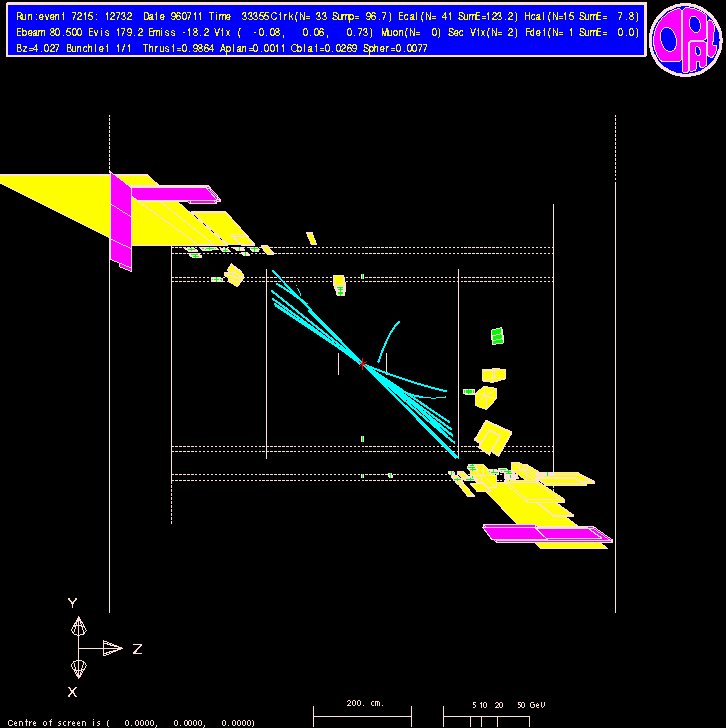 Run:event 7215: 12732 Date 960711 Time 33355Ctrk(N= 33 Sump= 96.7) Ecal(N= 41 SumE=123.2) Hcal(N=15 SumE= 7.8)
Ebeam 80.500 Evis 179.2 Emiss -18.2 Vtx ( -0.08, 0.06, 0.73) Muon(N= 0) Sec Vtx(N= 2) Fdet(N= 1 SumE= 0.0)
Bz=4.027 Bunchlet 1/1 Thrust=0.9864 Aplan=0.0011 Oblat=0.0269 Spher=0.0077
OPAL
Y
Z
X
200. cm.
5 10 20 50 GeV
Centre of screen is ( 0.0000, 0.0000, 0.0000)